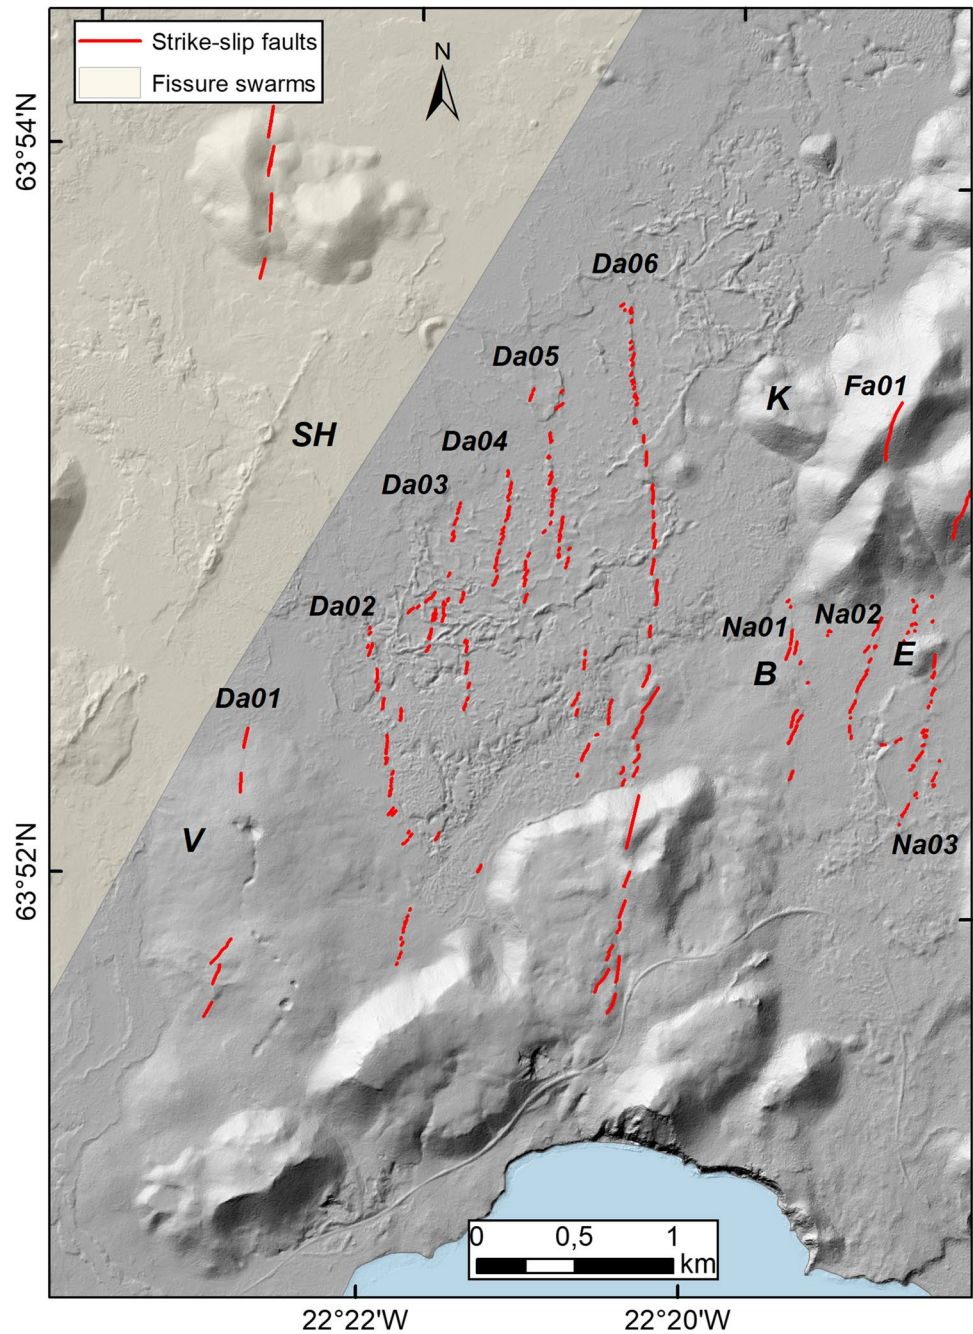 Strike-slip faults
Fissure swarms
N
63°54'N
Da06
Da05
K
Fa01
SH
Da04
Da03
Da02
Na01
Na02
E
B
Da01
V
Na03
63°52'N
0 0,5 1
km
22°22'W
22°20'W